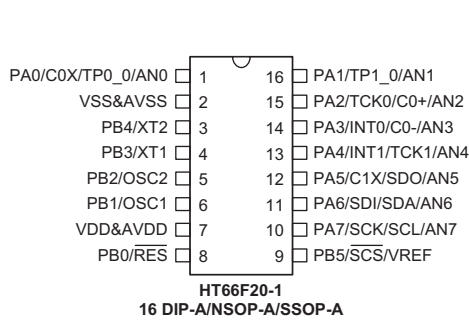 PA0/C0X/TP0_0/AN0 1 16 PA1/TP1_0/AN1
VSS&AVSS 2 15 PA2/TCK0/C0+/AN2
PB4/XT2 3 14 PA3/INT0/C0-/AN3
PB3/XT1 4 13 PA4/INT1/TCK1/AN4
PB2/OSC2 5 12 PA5/C1X/SDO/AN5
PB1/OSC1 6 11 PA6/SDI/SDA/AN6
VDD&AVDD 7 10 PA7/SCK/SCL/AN7
PB0/RES 8 9 PB5/SCS/VREF
HT66F20-1
16 DIP-A/NSOP-A/SSOP-A